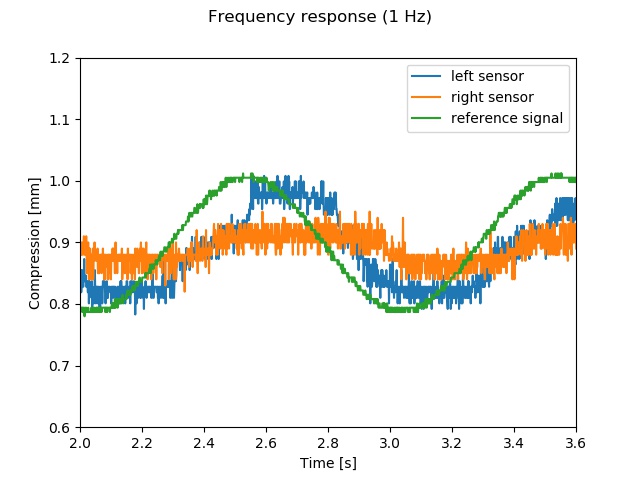 Frequency response (1 Hz)
left sensor
right sensor
reference signal
Compression [mm]
1.2
1.1
1.0
0.9
0.8
0.7
0.6
2.0 2.2 2.4 2.6 2.8 3.0 3.2 3.4 3.6
Time [s]